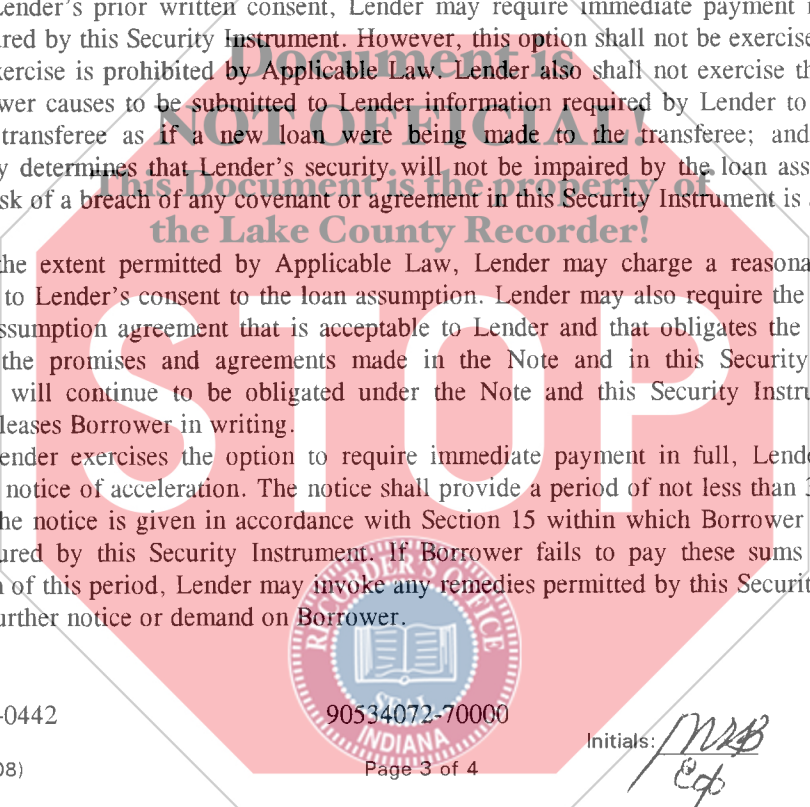 Lender's prior written consent, Lender may require immediate payment
ured by this Security Instrument. However, this option shall not be exercise
xercise is prohibited by Applicable Law. Lender also shall not exercise th
Document is
wer causes to be submitted to Lender information required by Lender to
transferee as if a new loan were being made to the transferee; and
NOT OFFICIAL!
y determines that Lender's security will not be impaired by the loan ass
This Document is the property of
sk of a breach of any covenant or agreement in this Security Instrument is
the Lake County Recorder!
the extent permitted by Applicable Law, Lender may charge a reasona
to Lender's consent to the loan assumption. Lender may also require the
ssumption agreement that is acceptable to Lender and that obligates the
the promises and agreements made in the Note and in this Security
will continue to be obligated under the Note and this Security Instru
leases Borrower in writing.
STOP
ender exercises the option to require immediate payment in full, Lende
notice of acceleration. The notice shall provide a period of not less than 3
he notice is given in accordance with Section 15 within which Borrower
ured by this Security Instrument. If Borrower fails to pay these sums
n of this period, Lender may invoke any remedies permitted by this Securit
urther notice or demand on Borrower.
RECORDER'S OFFICE
SEAL
INDIANA
-0442
90534072-70000
Initials:
08)
Page 3 of 4